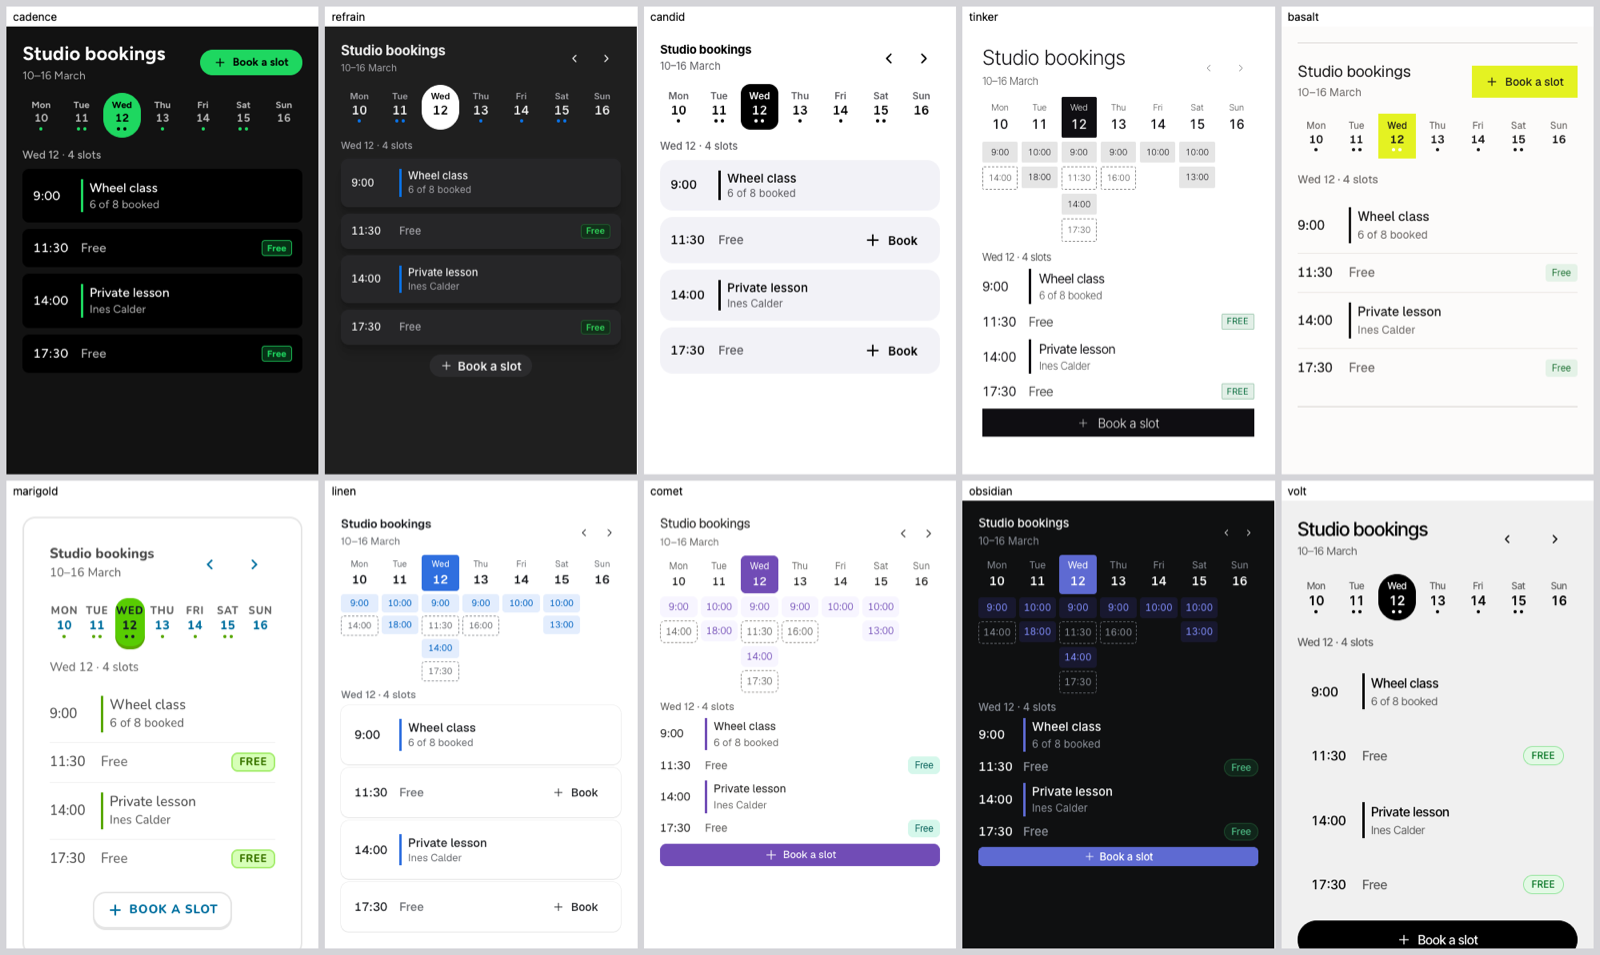 cadence
Studio bookings
10–16 March
+ Book a slot
Mon Tue Wed Thu Fri Sat Sun
10 11 12 13 14 15 16
Wed 12 · 4 slots
9:00 Wheel class
6 of 8 booked
11:30 Free Free
14:00 Private lesson
Ines Calder
17:30 Free Free
refrain
Studio bookings
10–16 March
Mon Tue Wed Thu Fri Sat Sun
10 11 12 13 14 15 16
Wed 12 · 4 slots
9:00 Wheel class
6 of 8 booked
11:30 Free Free
14:00 Private lesson
Ines Calder
17:30 Free Free
+ Book a slot
candid
Studio bookings
10–16 March
Mon Tue Wed Thu Fri Sat Sun
10 11 12 13 14 15 16
Wed 12 · 4 slots
9:00 Wheel class
6 of 8 booked
11:30 Free + Book
14:00 Private lesson
Ines Calder
17:30 Free + Book
tinker
Studio bookings
10–16 March
Mon Tue Wed Thu Fri Sat Sun
10 11 12 13 14 15 16
9:00 10:00 9:00 9:00 10:00 10:00
14:00 18:00 11:30 16:00 13:00
14:00
17:30
Wed 12 · 4 slots
9:00 Wheel class
6 of 8 booked
11:30 Free FREE
14:00 Private lesson
Ines Calder
17:30 Free FREE
+ Book a slot
basalt
Studio bookings
10–16 March
+ Book a slot
Mon Tue Wed Thu Fri Sat Sun
10 11 12 13 14 15 16
Wed 12 · 4 slots
9:00 Wheel class
6 of 8 booked
11:30 Free Free
14:00 Private lesson
Ines Calder
17:30 Free Free
marigold
Studio bookings
10–16 March
MON TUE WED THU FRI SAT SUN
10 11 12 13 14 15 16
Wed 12 · 4 slots
9:00 Wheel class
6 of 8 booked
11:30 Free FREE
14:00 Private lesson
Ines Calder
17:30 Free FREE
+ BOOK A SLOT
linen
Studio bookings
10–16 March
Mon Tue Wed Thu Fri Sat Sun
10 11 12 13 14 15 16
9:00 10:00 9:00 9:00 10:00 10:00
14:00 18:00 11:30 16:00 13:00
14:00
17:30
Wed 12 · 4 slots
9:00 Wheel class
6 of 8 booked
11:30 Free + Book
14:00 Private lesson
Ines Calder
17:30 Free + Book
comet
Studio bookings
10–16 March
Mon Tue Wed Thu Fri Sat Sun
10 11 12 13 14 15 16
9:00 10:00 9:00 9:00 10:00 10:00
14:00 18:00 11:30 16:00 13:00
14:00
17:30
Wed 12 · 4 slots
9:00 Wheel class
6 of 8 booked
11:30 Free Free
14:00 Private lesson
Ines Calder
17:30 Free Free
+ Book a slot
obsidian
Studio bookings
10–16 March
Mon Tue Wed Thu Fri Sat Sun
10 11 12 13 14 15 16
9:00 10:00 9:00 9:00 10:00 10:00
14:00 18:00 11:30 16:00 13:00
14:00
17:30
Wed 12 · 4 slots
9:00 Wheel class
6 of 8 booked
11:30 Free Free
14:00 Private lesson
Ines Calder
17:30 Free Free
+ Book a slot
volt
Studio bookings
10–16 March
Mon Tue Wed Thu Fri Sat Sun
10 11 12 13 14 15 16
Wed 12 · 4 slots
9:00 Wheel class
6 of 8 booked
11:30 Free FREE
14:00 Private lesson
Ines Calder
17:30 Free FREE
+ Book a slot